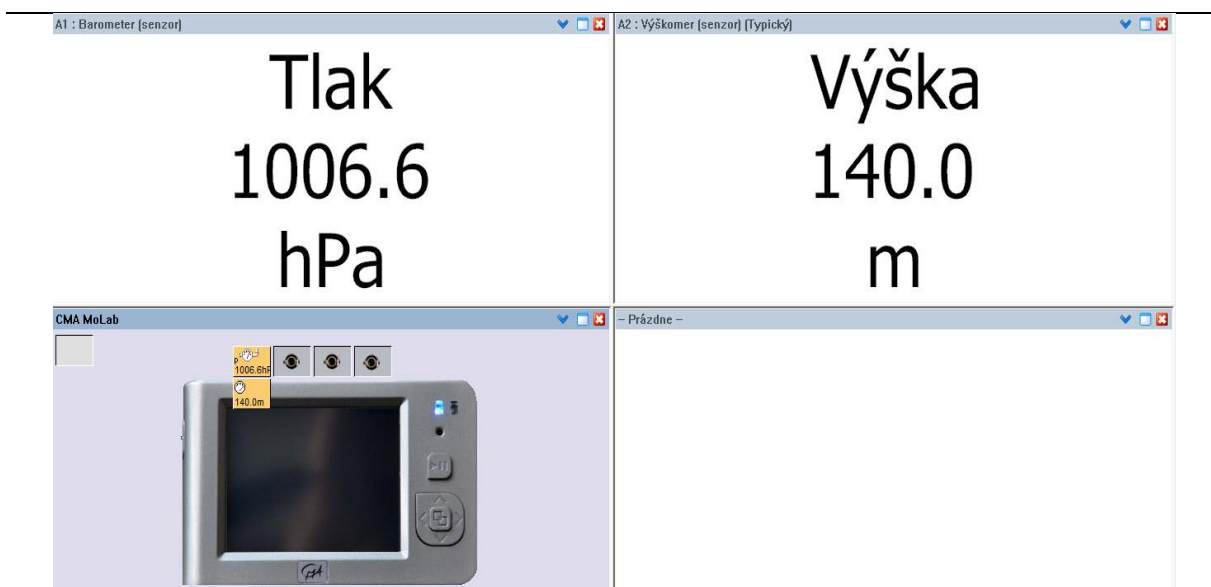 A1 : Barometer (senzor)
Tlak
1006.6
hPa
A2 : Výškomer (senzor) (Typický)
Výška
140.0
m
CMA MoLab
p
1006.6hP
140.0m
CMA
– Prázdne –